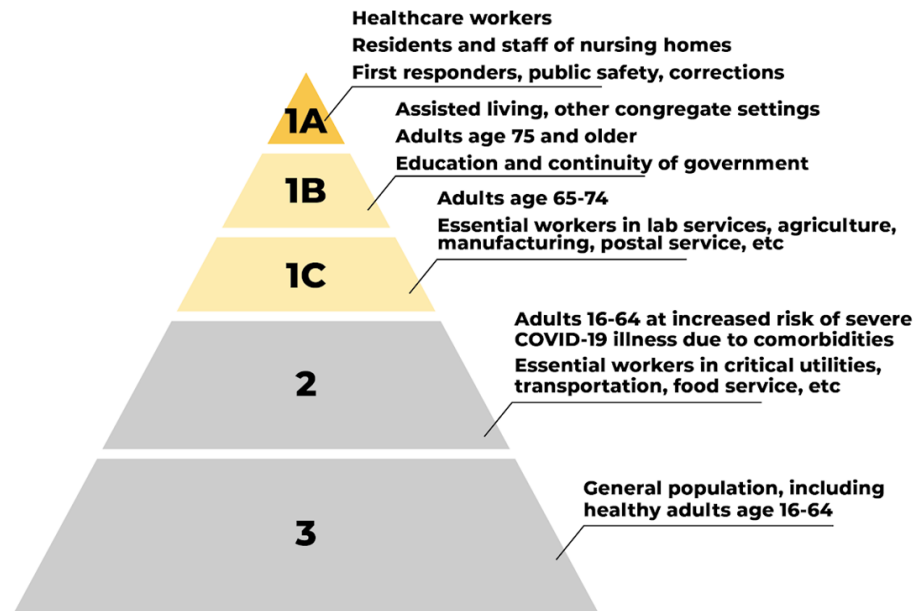 Healthcare workers
Residents and staff of nursing homes
First responders, public safety, corrections
1A
Assisted living, other congregate settings
Adults age 75 and older
Education and continuity of government
1B
Adults age 65-74
Essential workers in lab services, agriculture,
manufacturing, postal service, etc
1C
Adults 16-64 at increased risk of severe
COVID-19 illness due to comorbidities
Essential workers in critical utilities,
transportation, food service, etc
2
General population, including
healthy adults age 16-64
3